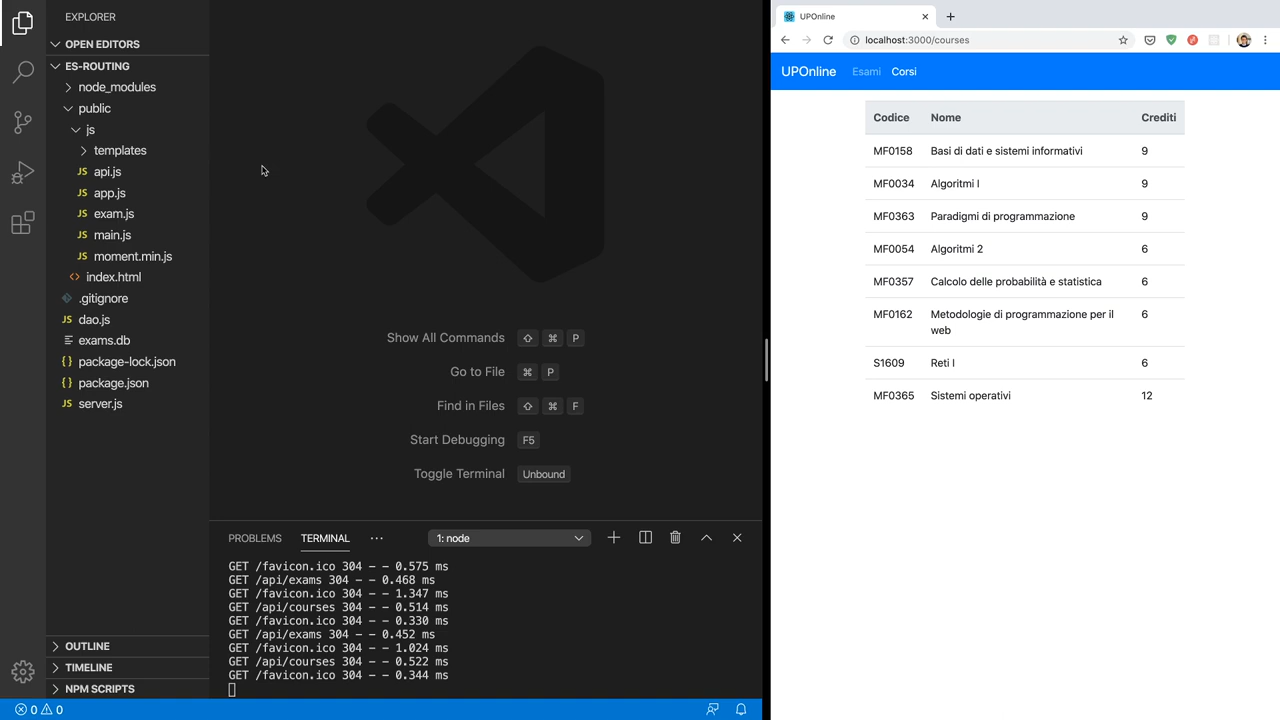 EXPLORER
OPEN EDITORS
ES-ROUTING
node_modules
public
js
templates
JS api.js
JS app.js
JS exam.js
JS main.js
JS moment.min.js
<> index.html
.gitignore
JS dao.js
exams.db
{} package-lock.json
{} package.json
JS server.js
OUTLINE
TIMELINE
NPM SCRIPTS
0 0
Show All Commands ⇧ ⌘ P
Go to File ⌘ P
Find in Files ⇧ ⌘ F
Start Debugging F5
Toggle Terminal Unbound
PROBLEMS TERMINAL ··· 1: node
GET /favicon.ico 304 - - 0.575 ms
GET /api/exams 304 - - 0.468 ms
GET /favicon.ico 304 - - 1.347 ms
GET /api/courses 304 - - 0.514 ms
GET /favicon.ico 304 - - 0.330 ms
GET /api/exams 304 - - 0.452 ms
GET /favicon.ico 304 - - 1.024 ms
GET /api/courses 304 - - 0.522 ms
GET /favicon.ico 304 - - 0.344 ms
UPOnline
localhost:3000/courses
UPOnline Esami Corsi
Codice Nome Crediti
MF0158 Basi di dati e sistemi informativi 9
MF0034 Algoritmi I 9
MF0363 Paradigmi di programmazione 9
MF0054 Algoritmi 2 6
MF0357 Calcolo delle probabilità e statistica 6
MF0162 Metodologie di programmazione per il 6
web
S1609 Reti I 6
MF0365 Sistemi operativi 12